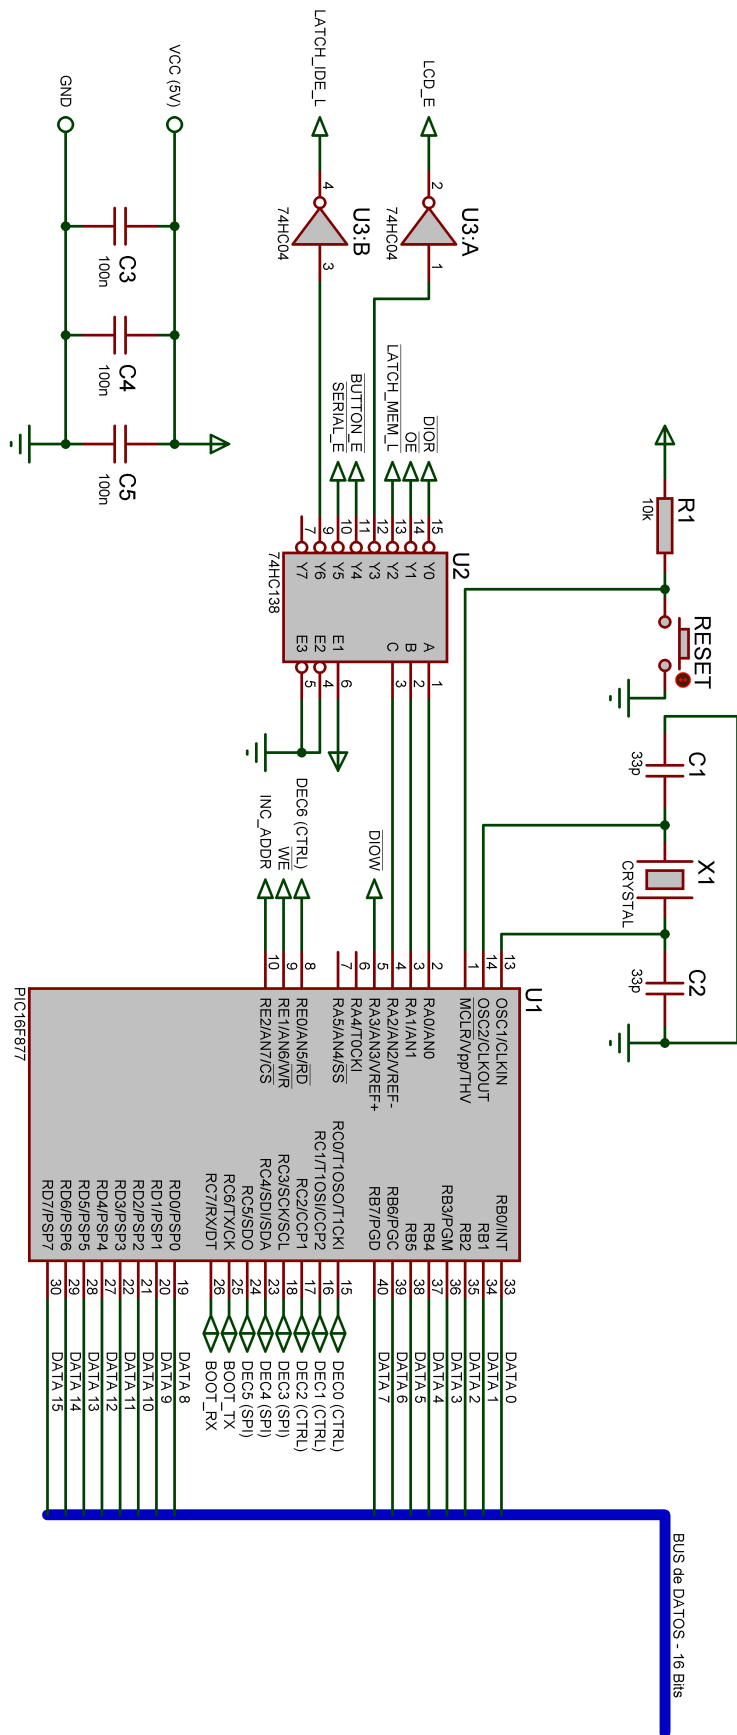 BUS de DATOS - 16 Bits
R1
10k
RESET
C1
33p
X1
CRYSTAL
C2
33p
LCD_E
2
1
U3:A
74HC04
LATCH_IDE_L
4
3
U3:B
74HC04
VCC (5V)
GND
C3
100n
C4
100n
C5
100n
DIOR
OE
LATCH_MEM_L
BUTTON_E
SERIAL_E
U2
15
14
13
12
11
10
9
7
Y0
Y1
Y2
Y3
Y4
Y5
Y6
Y7
A
B
C
E1
E2
E3
1
2
3
6
4
5
74HC138
DIOW
DEC6 (CTRL)
WE
INC_ADDR
U1
13
14
1
2
3
4
5
6
7
8
9
10
OSC1/CLKIN
OSC2/CLKOUT
MCLR/Vpp/THV
RA0/AN0
RA1/AN1
RA2/AN2/VREF-
RA3/AN3/VREF+
RA4/T0CKI
RA5/AN4/SS
RE0/AN5/RD
RE1/AN6/WR
RE2/AN7/CS
RB0/INT
RB1
RB2
RB3/PGM
RB4
RB5
RB6/PGC
RB7/PGD
RC0/T1OSO/T1CKI
RC1/T1OSI/CCP2
RC2/CCP1
RC3/SCK/SCL
RC4/SDI/SDA
RC5/SDO
RC6/TX/CK
RC7/RX/DT
RD0/PSP0
RD1/PSP1
RD2/PSP2
RD3/PSP3
RD4/PSP4
RD5/PSP5
RD6/PSP6
RD7/PSP7
PIC16F877
33 DATA 0
34 DATA 1
35 DATA 2
36 DATA 3
37 DATA 4
38 DATA 5
39 DATA 6
40 DATA 7
15 DEC0 (CTRL)
16 DEC1 (CTRL)
17 DEC2 (CTRL)
18 DEC3 (SPI)
23 DEC4 (SPI)
24 DEC5 (SPI)
25 BOOT_TX
26 BOOT_RX
19 DATA 8
20 DATA 9
21 DATA 10
22 DATA 11
27 DATA 12
28 DATA 13
29 DATA 14
30 DATA 15